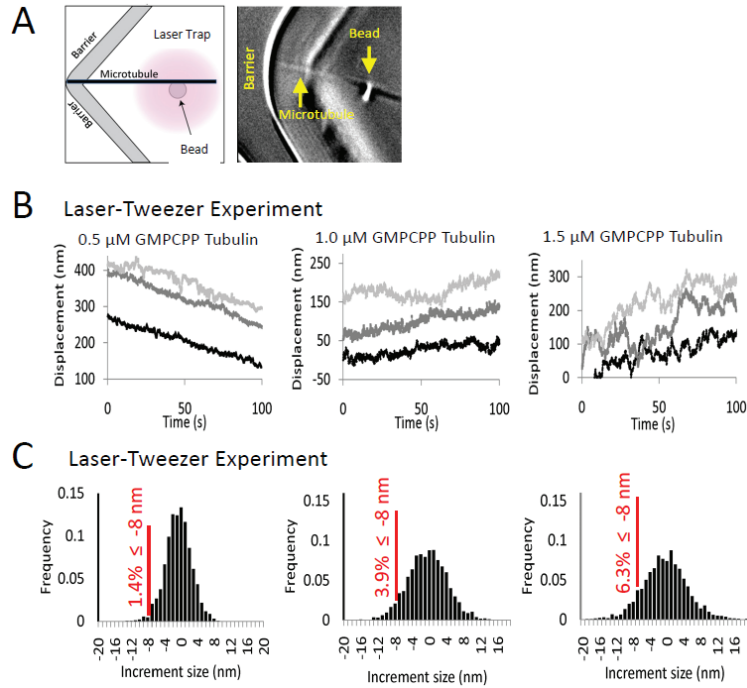 A
Barrier
Laser Trap
Microtubule
Barrier
Bead
Barrier
Bead
Microtubule
B Laser-Tweezer Experiment
0.5 μM GMPCPP Tubulin
Displacement (nm)
400
300
200
100
0 50 100
Time (s)
1.0 μM GMPCPP Tubulin
Displacement (nm)
250
150
50
-50
0 50 100
Time (s)
1.5 μM GMPCPP Tubulin
Displacement (nm)
300
200
100
0
0 50 100
Time (s)
C Laser-Tweezer Experiment
Frequency
0.15
0.1
0.05
0
1.4% ≤ -8 nm
-20 -16 -12 -8 -4 0 4 8 12 16 20
Increment size (nm)
Frequency
0.15
0.1
0.05
0
3.9% ≤ -8 nm
-20 -16 -12 -8 -4 0 4 8 12 16
Increment size (nm)
Frequency
0.15
0.1
0.05
0
6.3% ≤ -8 nm
-20 -16 -12 -8 -4 0 4 8 12 16
Increment size (nm)